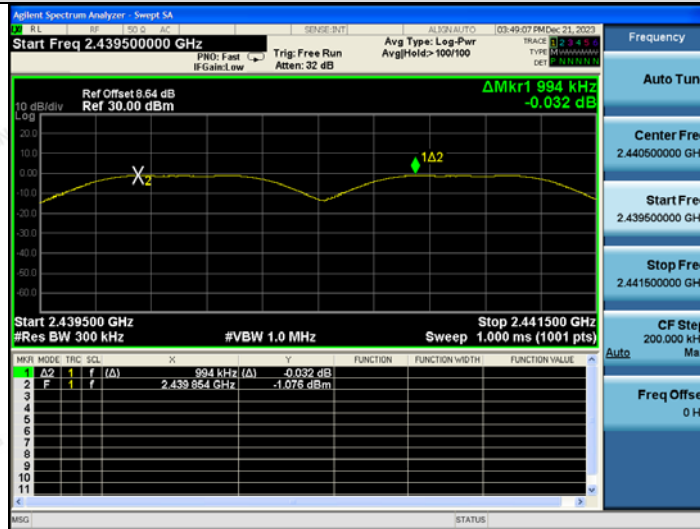 Agilent Spectrum Analyzer - Swept SA
RL RF 50 Ω AC SENSE:INT ALIGN AUTO 03:49:07 PM Dec 21, 2023
Start Freq 2.439500000 GHz
PNO: Fast
IFGain:Low
Trig: Free Run
Atten: 32 dB
Avg Type: Log-Pwr
Avg|Hold:>100/100
TRACE 1 2 3 4 5 6
TYPE M
DET P N N N N N
Ref Offset 8.64 dB
Ref 30.00 dBm
10 dB/div
Log
ΔMkr1 994 kHz
-0.032 dB
20.0
10.0
0.00
-10.0
-20.0
-30.0
-40.0
-50.0
-60.0
X2
1Δ2
Start 2.439500 GHz
Stop 2.441500 GHz
#Res BW 300 kHz
#VBW 1.0 MHz
Sweep 1.000 ms (1001 pts)
MKR MODE TRC SCL X Y FUNCTION FUNCTION WIDTH FUNCTION VALUE
1 Δ2 1 f (Δ) 994 kHz (Δ) -0.032 dB
2 F 1 f 2.439 854 GHz -1.076 dBm
3
4
5
6
7
8
9
10
11
MSG
STATUS
Frequency
Auto Tun
Center Fre
2.440500000 GH
Start Fre
2.439500000 GH
Stop Fre
2.441500000 GH
CF Step
200.000 kH
Auto Ma
Freq Offse
0 H